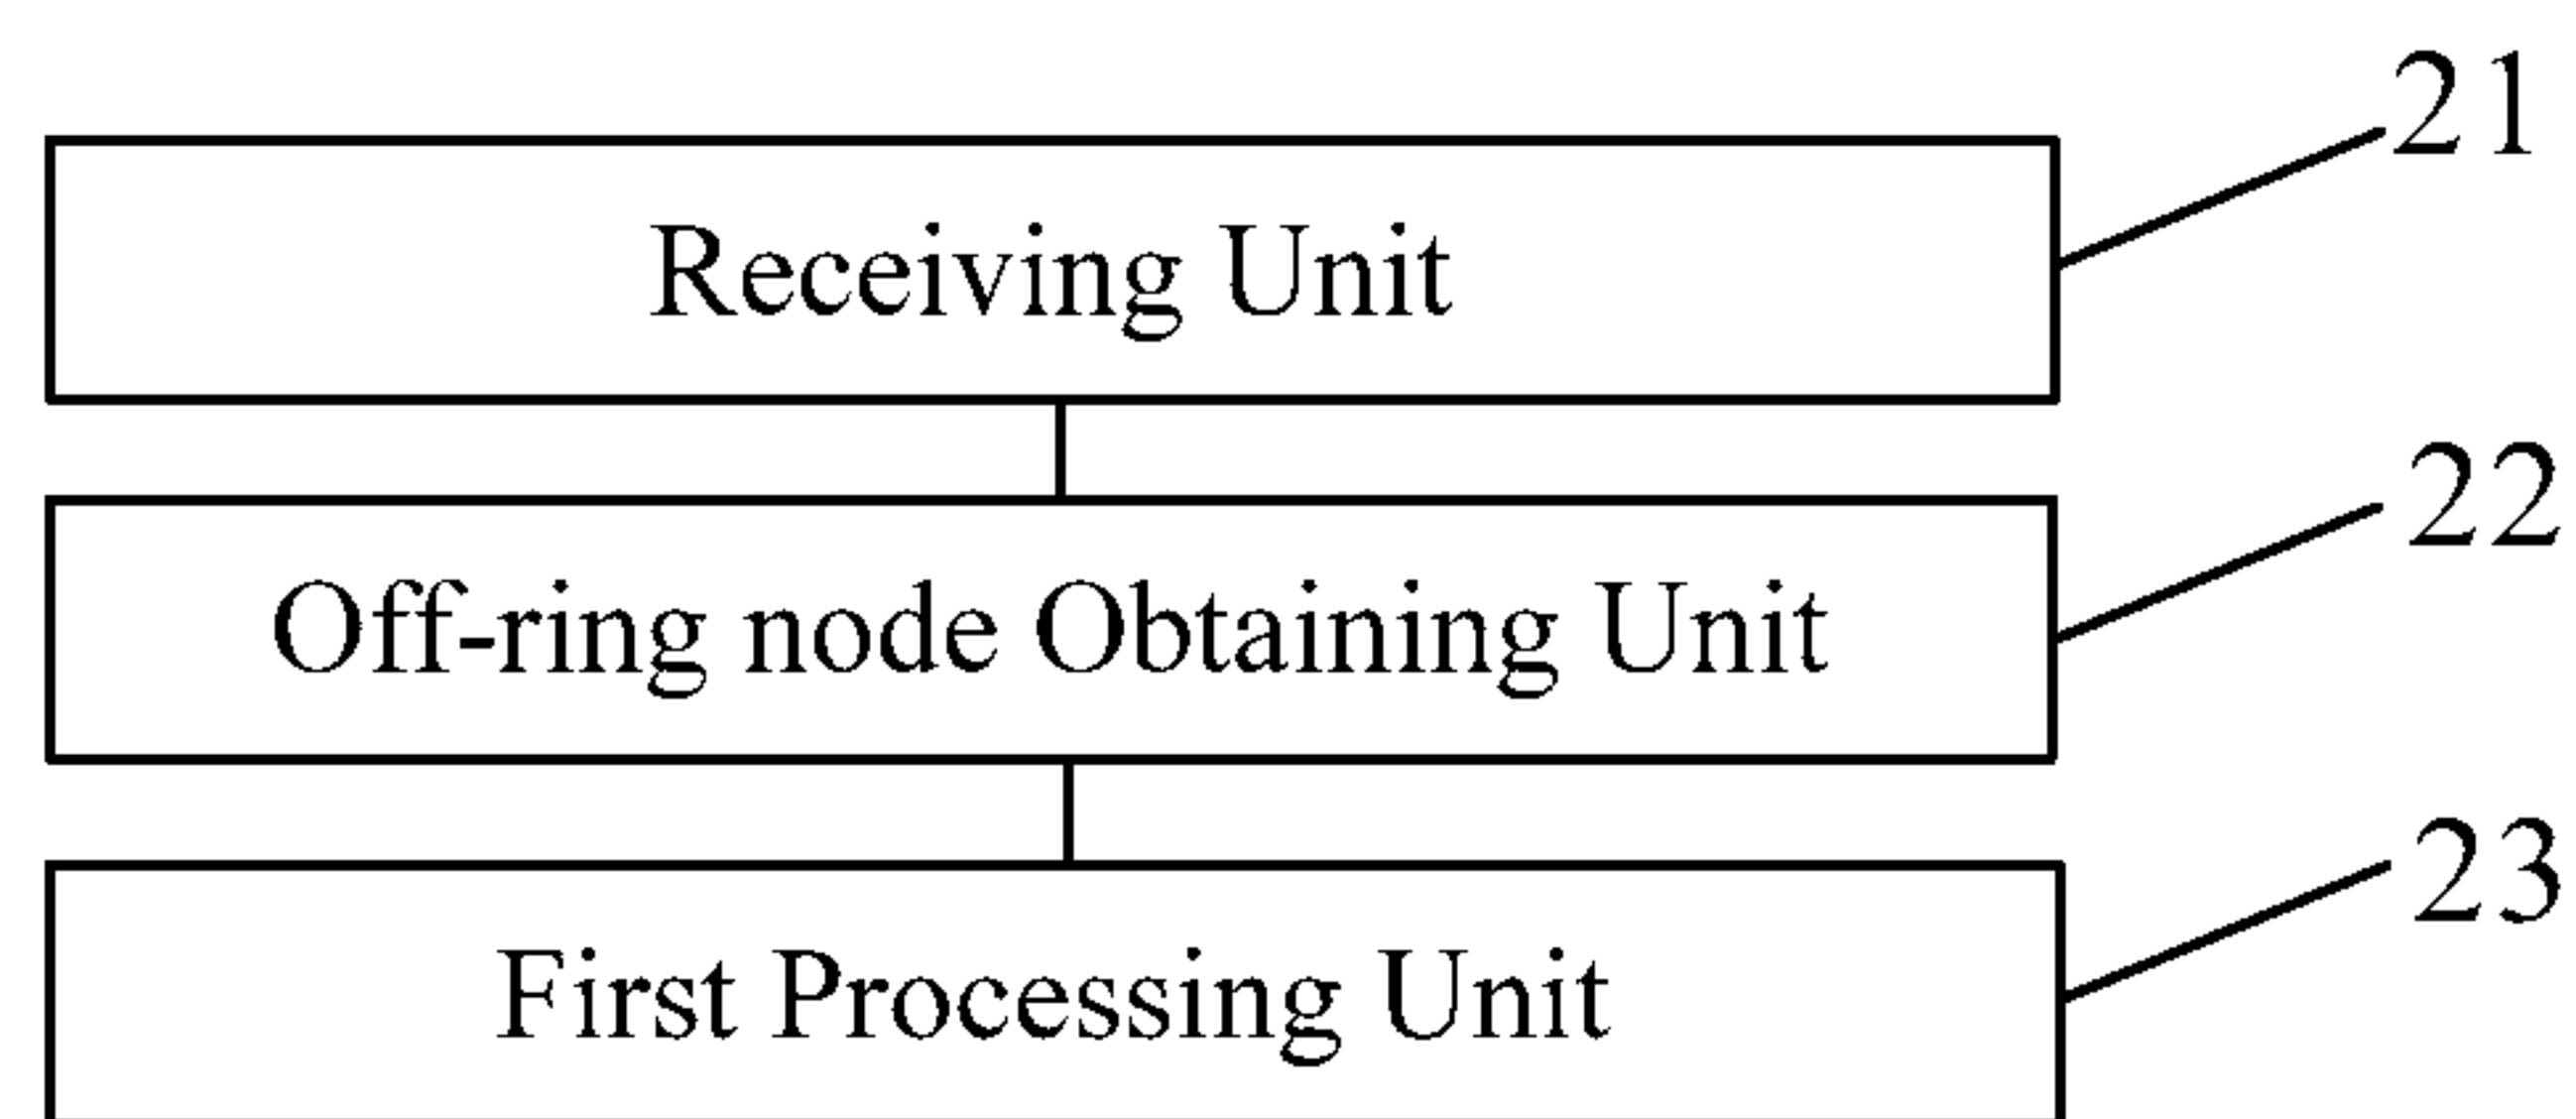 21
Receiving Unit
22
Off-ring node Obtaining Unit
23
First Processing Unit